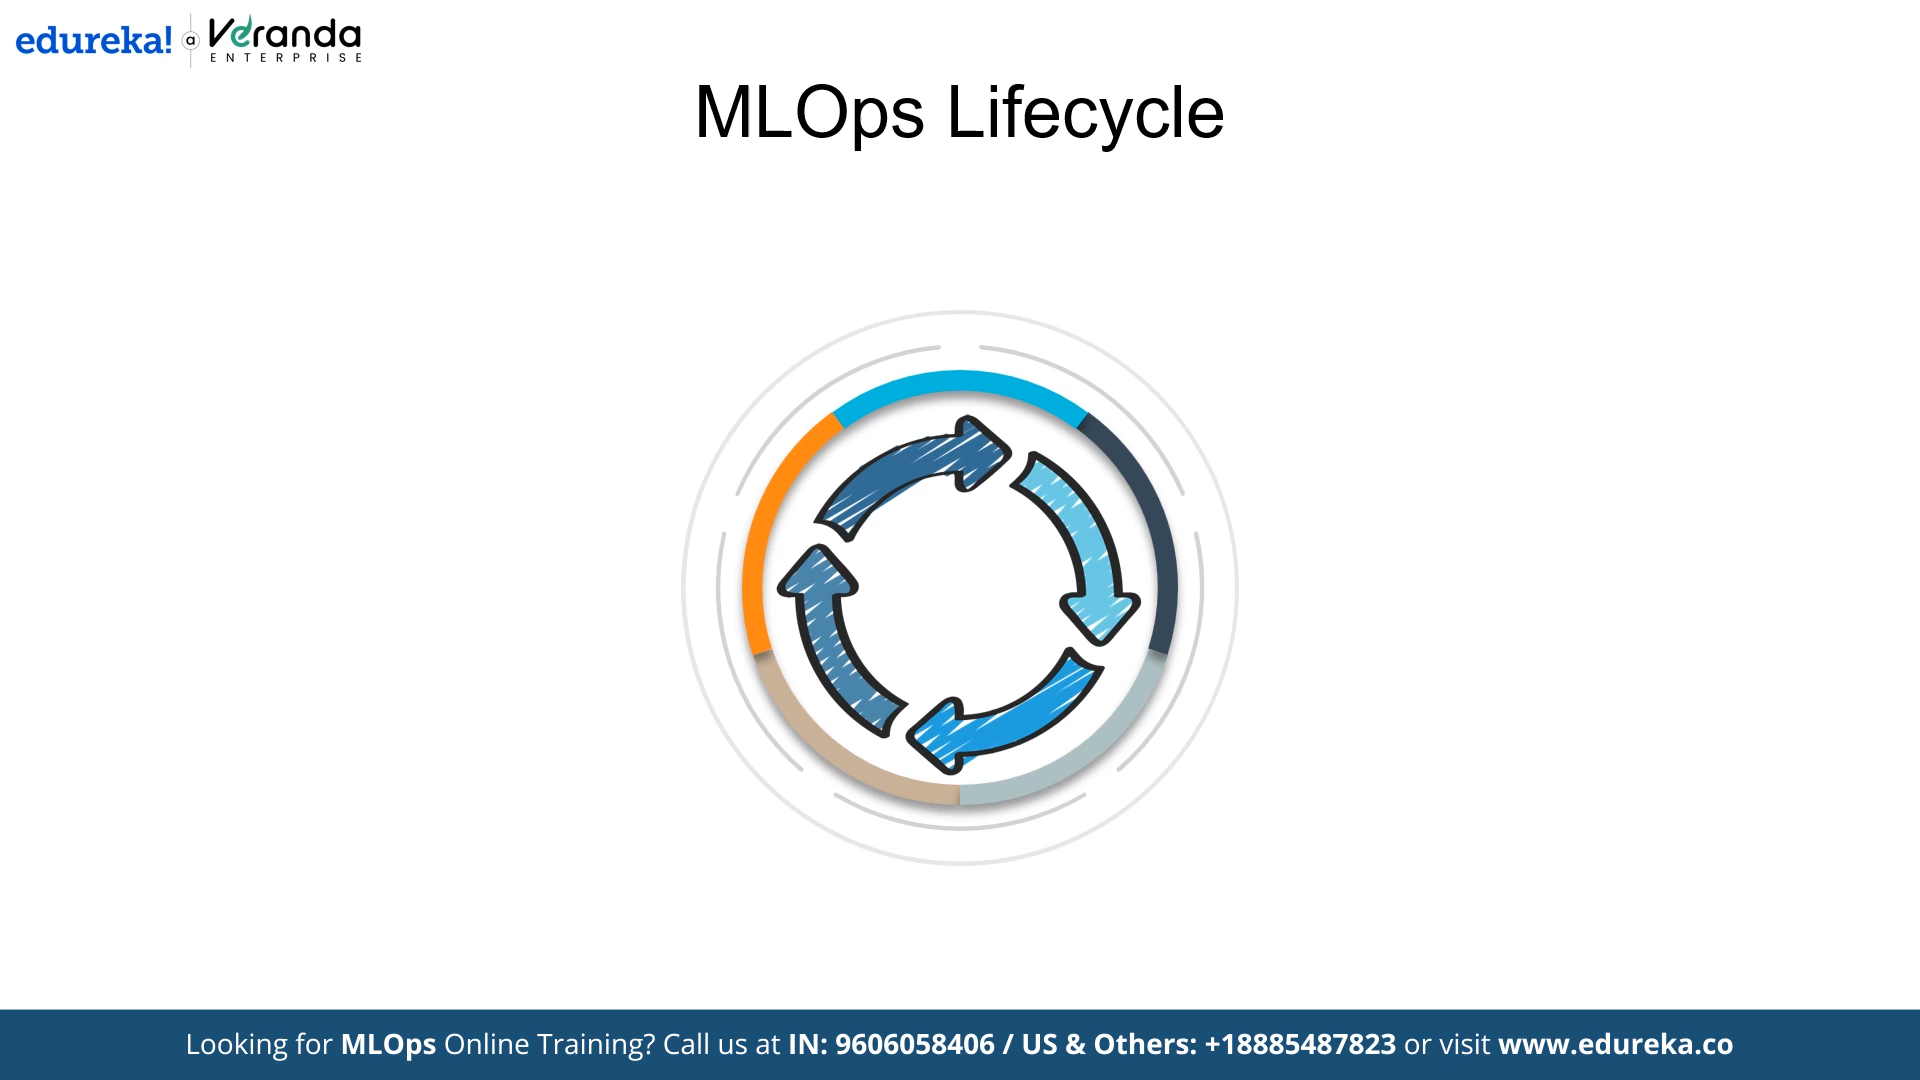 edureka! a Veranda
ENTERPRISE
MLOps Lifecycle
Looking for MLOps Online Training? Call us at IN: 9606058406 / US & Others: +18885487823 or visit www.edureka.co